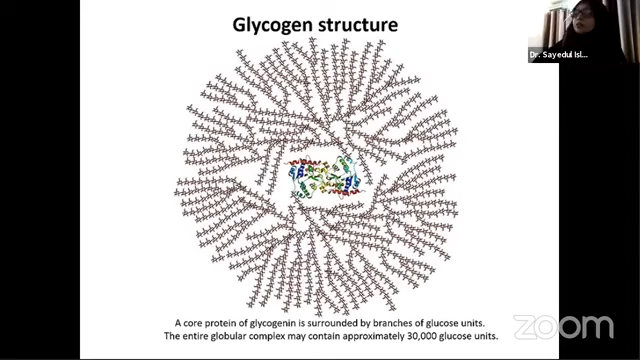 Glycogen structure
Dr. Sayedul Isl...
A core protein of glycogenin is surrounded by branches of glucose units.
The entire globular complex may contain approximately 30,000 glucose units.
zoom